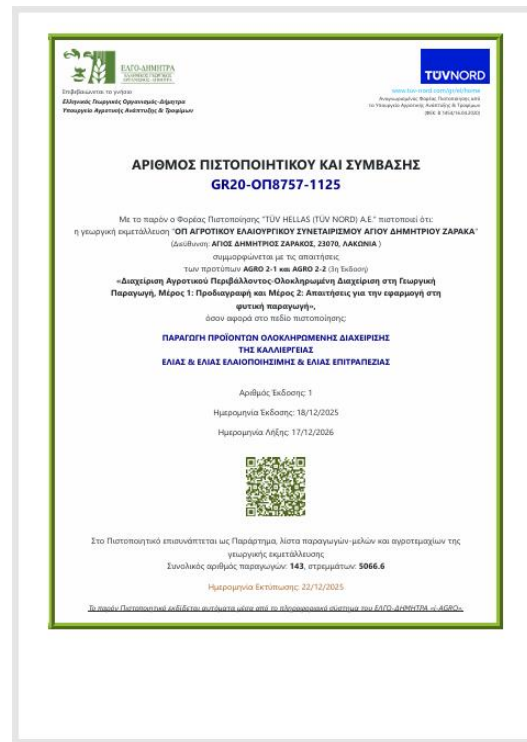 ΕΛΓΟ-ΔΗΜΗΤΡΑ
ΕΛΛΗΝΙΚΟΣ ΓΕΩΡΓΙΚΟΣ
ΟΡΓΑΝΙΣΜΟΣ - ΔΗΜΗΤΡΑ
TÜVNORD
Επιβεβαιώνεται το γνήσιο
Ελληνικός Γεωργικός Οργανισμός-Δήμητρα
Υπουργείο Αγροτικής Ανάπτυξης & Τροφίμων
www.tuv-nord.com/gr/el/home
Αναγνωρισμένος Φορέας Πιστοποίησης από
το Υπουργείο Αγροτικής Ανάπτυξης & Τροφίμων
ΑΡΙΘΜΟΣ ΠΙΣΤΟΠΟΙΗΤΙΚΟΥ ΚΑΙ ΣΥΜΒΑΣΗΣ
GR20-ΟΠ8757-1125
Με το παρόν ο Φορέας Πιστοποίησης "TÜV HELLAS (TÜV NORD) Α.Ε." πιστοποιεί ότι:
η γεωργική εκμετάλλευση "ΟΠ ΑΓΡΟΤΙΚΟΥ ΕΛΑΙΟΥΡΓΙΚΟΥ ΣΥΝΕΤΑΙΡΙΣΜΟΥ ΑΓΙΟΥ ΔΗΜΗΤΡΙΟΥ ΖΑΡΑΚΑ"
(Διεύθυνση: ΑΓΙΟΣ ΔΗΜΗΤΡΙΟΣ ΖΑΡΑΚΟΣ, 23070, ΛΑΚΩΝΙΑ )
συμμορφώνεται με τις απαιτήσεις
των προτύπων AGRO 2-1 και AGRO 2-2 (3η Έκδοση)
«Διαχείριση Αγροτικού Περιβάλλοντος-Ολοκληρωμένη Διαχείριση στη Γεωργική
Παραγωγή, Μέρος 1: Προδιαγραφή και Μέρος 2: Απαιτήσεις για την εφαρμογή στη
φυτική παραγωγή»,
όσον αφορά στο πεδίο πιστοποίησης:
ΠΑΡΑΓΩΓΗ ΠΡΟΪΟΝΤΩΝ ΟΛΟΚΛΗΡΩΜΕΝΗΣ ΔΙΑΧΕΙΡΙΣΗΣ
ΤΗΣ ΚΑΛΛΙΕΡΓΕΙΑΣ
ΕΛΙΑΣ & ΕΛΙΑΣ ΕΛΑΙΟΠΟΙΗΣΙΜΗΣ & ΕΛΙΑΣ ΕΠΙΤΡΑΠΕΖΙΑΣ
Αριθμός Έκδοσης: 1
Ημερομηνία Έκδοσης: 18/12/2025
Ημερομηνία Λήξης: 17/12/2026
Στο Πιστοποιητικό επισυνάπτεται ως Παράρτημα, λίστα παραγωγών-μελών και αγροτεμαχίων της
γεωργικής εκμετάλλευσης
Συνολικός αριθμός παραγωγών: 143, στρεμμάτων: 5066.6
Ημερομηνία Εκτύπωσης: 22/12/2025
Το παρόν Πιστοποιητικό εκδίδεται αυτόματα μέσα από το πληροφοριακό σύστημα του ΕΛΓΟ-ΔΗΜΗΤΡΑ «i-AGRO».